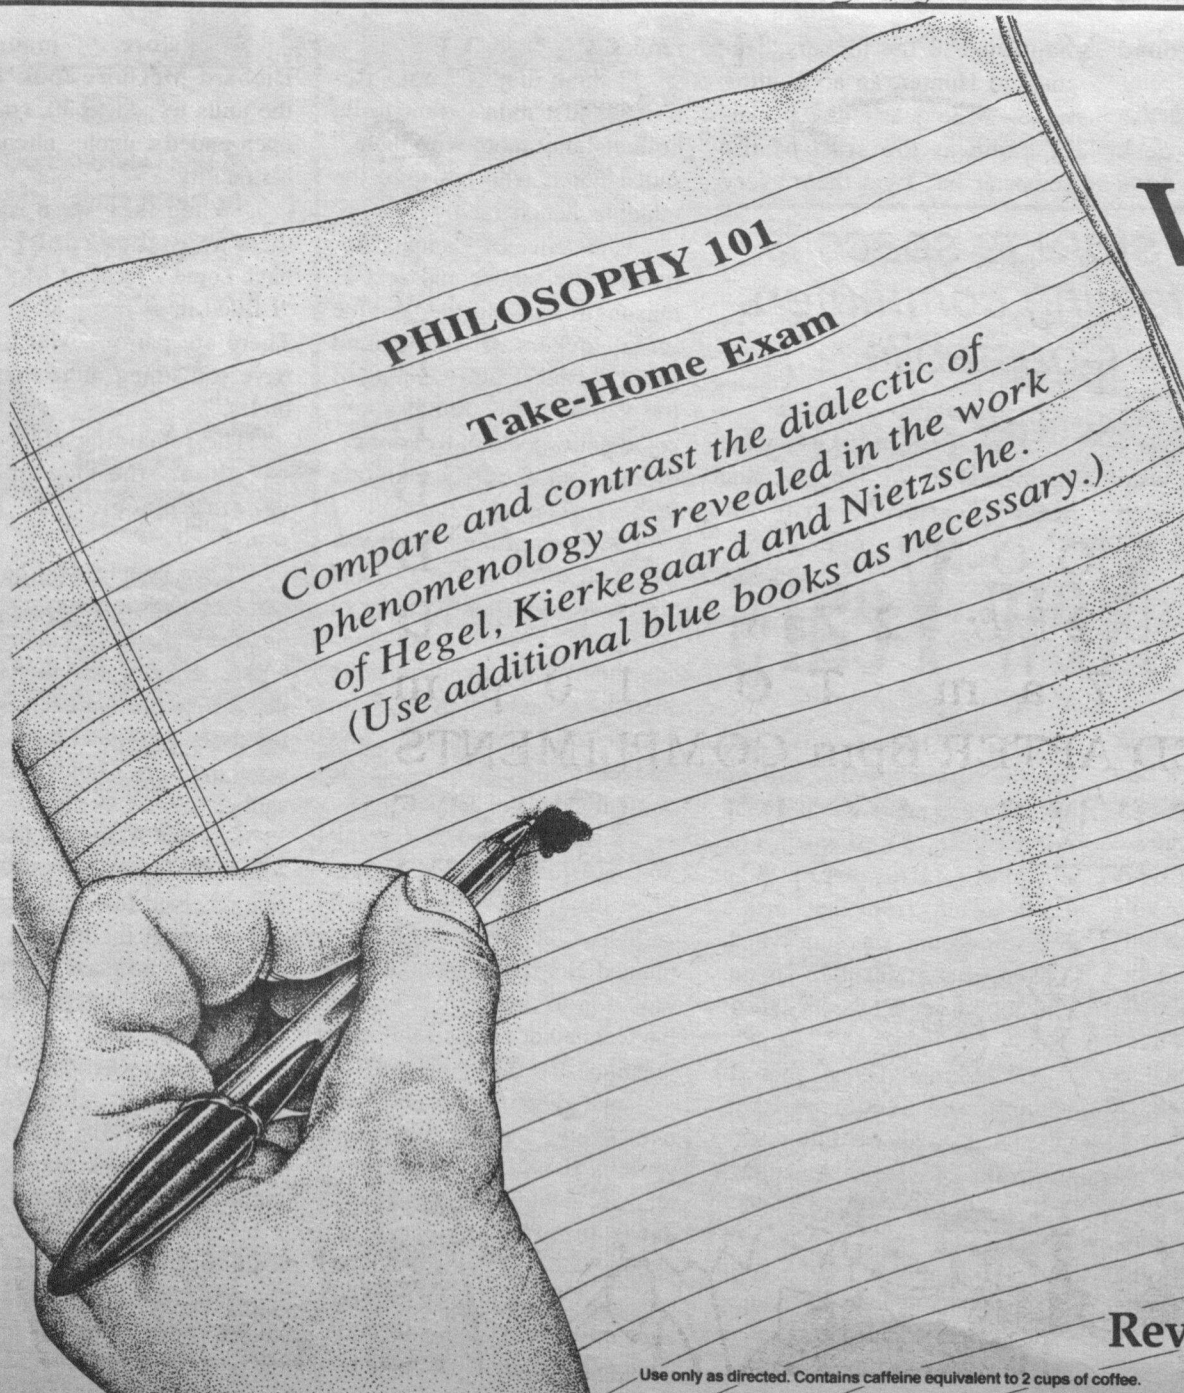 PHILOSOPHY 101
Take-Home Exam
Compare and contrast the dialectic of
phenomenology as revealed in the work
of Hegel, Kierkegaard and Nietzsche.
(Use additional blue books as necessary.)
Rev
Use only as directed. Contains caffeine equivalent to 2 cups of coffee.